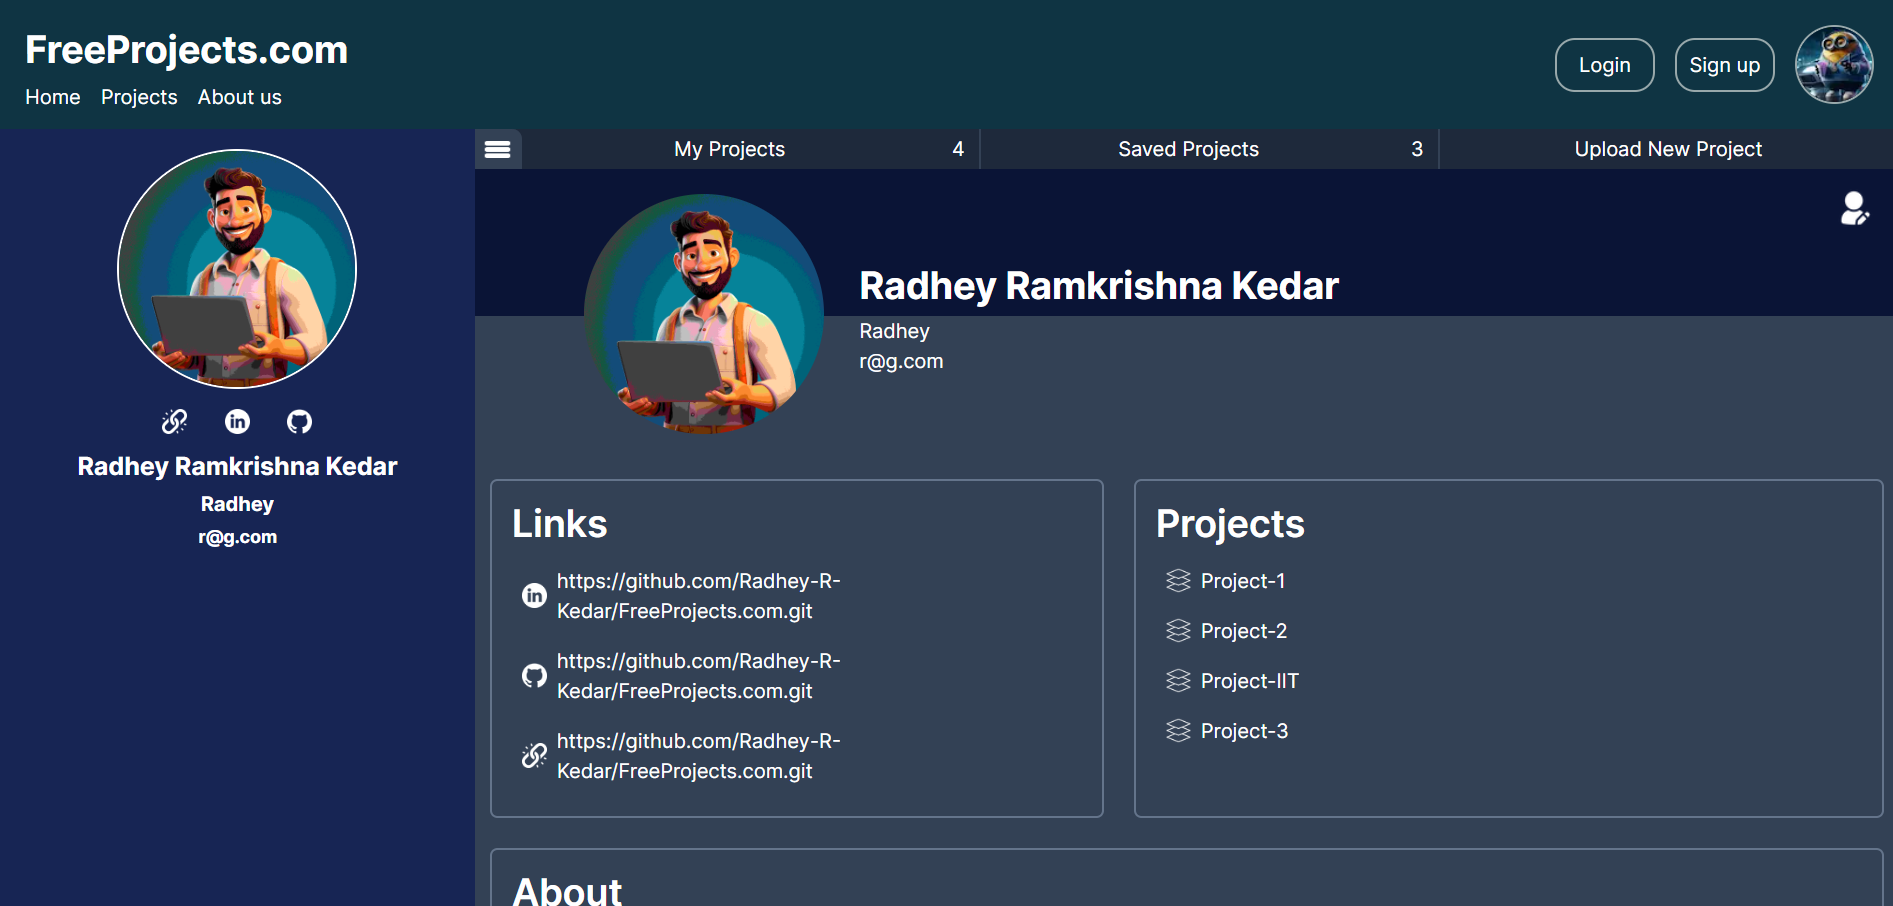 FreeProjects.com
Home Projects About us
Login Sign up
Radhey Ramkrishna Kedar
Radhey
r@g.com
My Projects 4 Saved Projects 3 Upload New Project
Radhey Ramkrishna Kedar
Radhey
r@g.com
Links
https://github.com/Radhey-R-
Kedar/FreeProjects.com.git
https://github.com/Radhey-R-
Kedar/FreeProjects.com.git
https://github.com/Radhey-R-
Kedar/FreeProjects.com.git
Projects
Project-1
Project-2
Project-IIT
Project-3
About